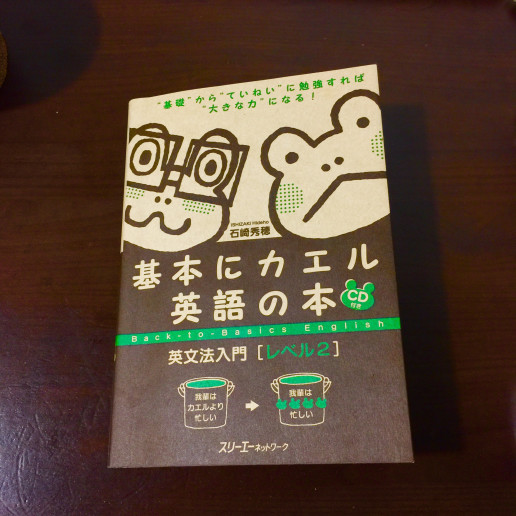 "基礎"から"ていねい"に勉強すれば
"大きな力"になる!
ISHIZAKI Hideho
石崎秀穂
基本にカエル
英語の本
CD
付き
Back-to-Basics English
英文法入門 [レベル2]
我輩は
カエルより
忙しい
我輩は
忙しい
スリーエーネットワーク